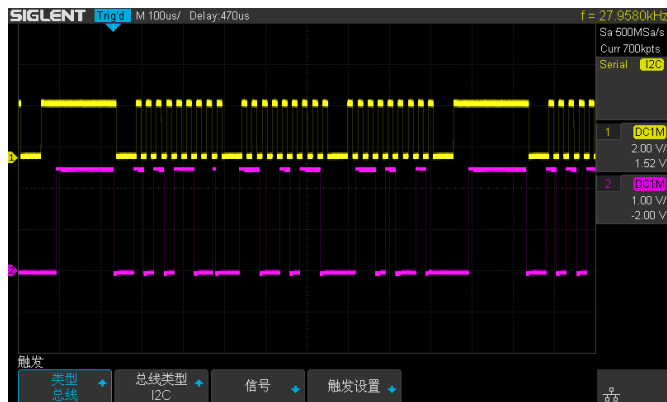 SIGLENT Trig'd M 100us/ Delay:470us f = 27.9580kHz
Sa 500MSa/s
Curr 700kpts
Serial I2C
1 DC1M
2.00 V/
1.52 V
2 DC1M
1.00 V/
-2.00 V
1
2
触发
类型
总线
总线类型
I2C
信号
触发设置